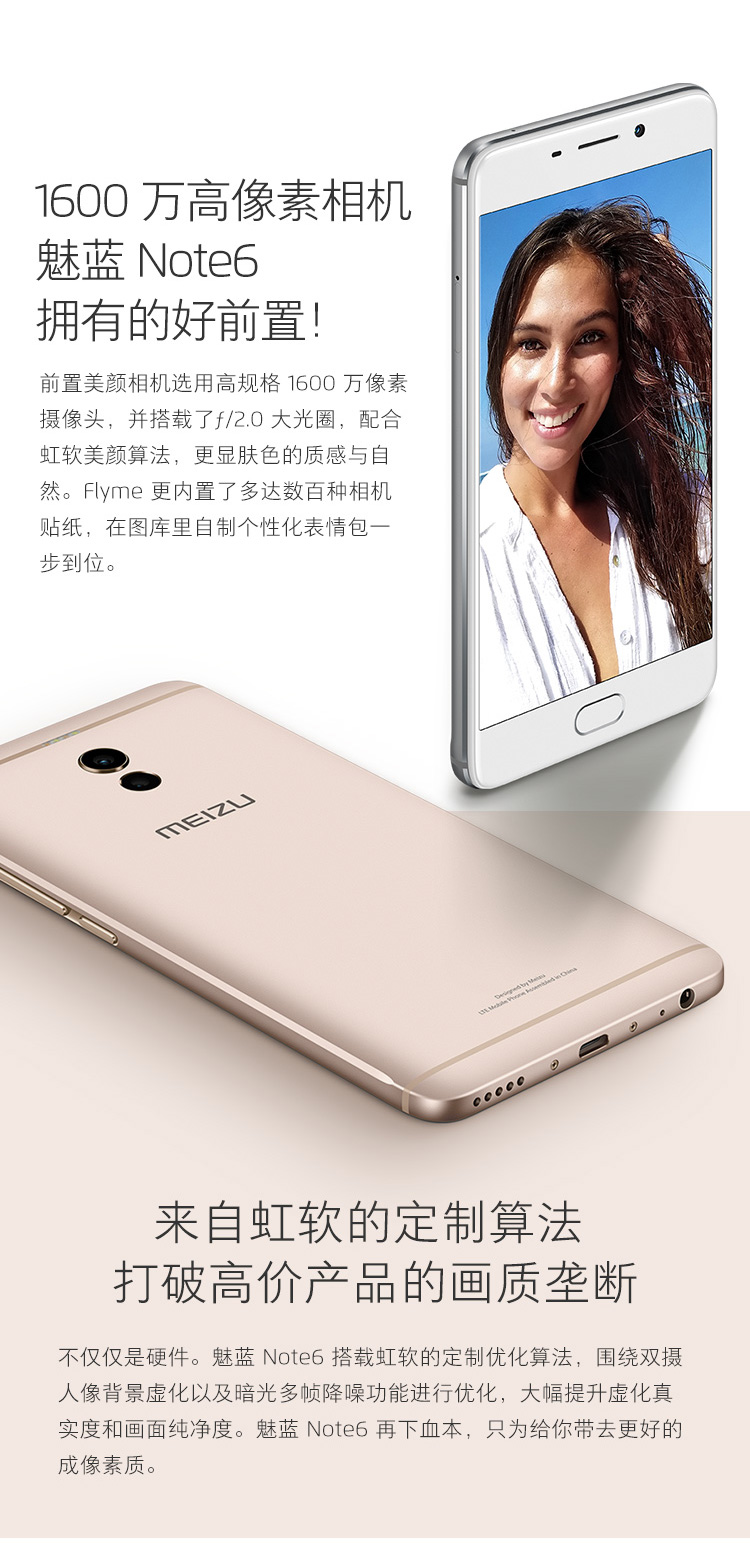 1600 万高像素相机
魅蓝 Note6
拥有的好前置！
前置美颜相机选用高规格 1600 万像素
摄像头，并搭载了ƒ/2.0 大光圈，配合
虹软美颜算法，更显肤色的质感与自
然。Flyme 更内置了多达数百种相机
贴纸，在图库里自制个性化表情包一
步到位。
MEIZU
Designed by Meizu
LTE Mobile Phone Assembled in China
来自虹软的定制算法
打破高价产品的画质垄断
不仅仅是硬件。魅蓝 Note6 搭载虹软的定制优化算法，围绕双摄
人像背景虚化以及暗光多帧降噪功能进行优化，大幅提升虚化真
实度和画面纯净度。魅蓝 Note6 再下血本，只为给你带去更好的
成像素质。